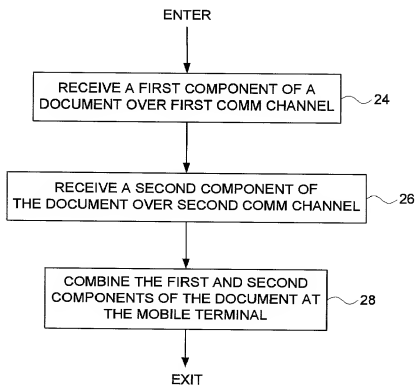 ENTER
RECEIVE A FIRST COMPONENT OF A
DOCUMENT OVER FIRST COMM CHANNEL
24
RECEIVE A SECOND COMPONENT OF
THE DOCUMENT OVER SECOND COMM CHANNEL
26
COMBINE THE FIRST AND SECOND
COMPONENTS OF THE DOCUMENT AT
THE MOBILE TERMINAL
28
EXIT